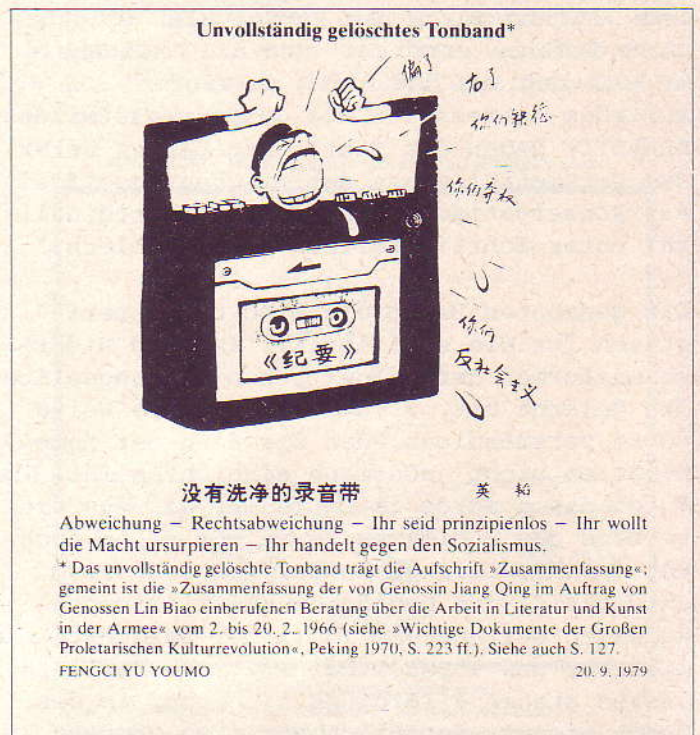 Unvollständig gelöschtes Tonband*
偏了
右了
你们修
你们夺权
你们
反社会主义
《纪要》
没有洗净的录音带
英韬
Abweichung – Rechtsabweichung – Ihr seid prinzipienlos – Ihr wollt
die Macht ursurpieren – Ihr handelt gegen den Sozialismus.
* Das unvollständig gelöschte Tonband trägt die Aufschrift »Zusammenfassung«;
gemeint ist die »Zusammenfassung der von Genossin Jiang Qing im Auftrag von
Genossen Lin Biao einberufenen Beratung über die Arbeit in Literatur und Kunst
in der Armee« vom 2. bis 20. 2. 1966 (siehe »Wichtige Dokumente der Großen
Proletarischen Kulturrevolution«, Peking 1970, S. 223 ff.). Siehe auch S. 127.
FENGCI YU YOUMO 20. 9. 1979